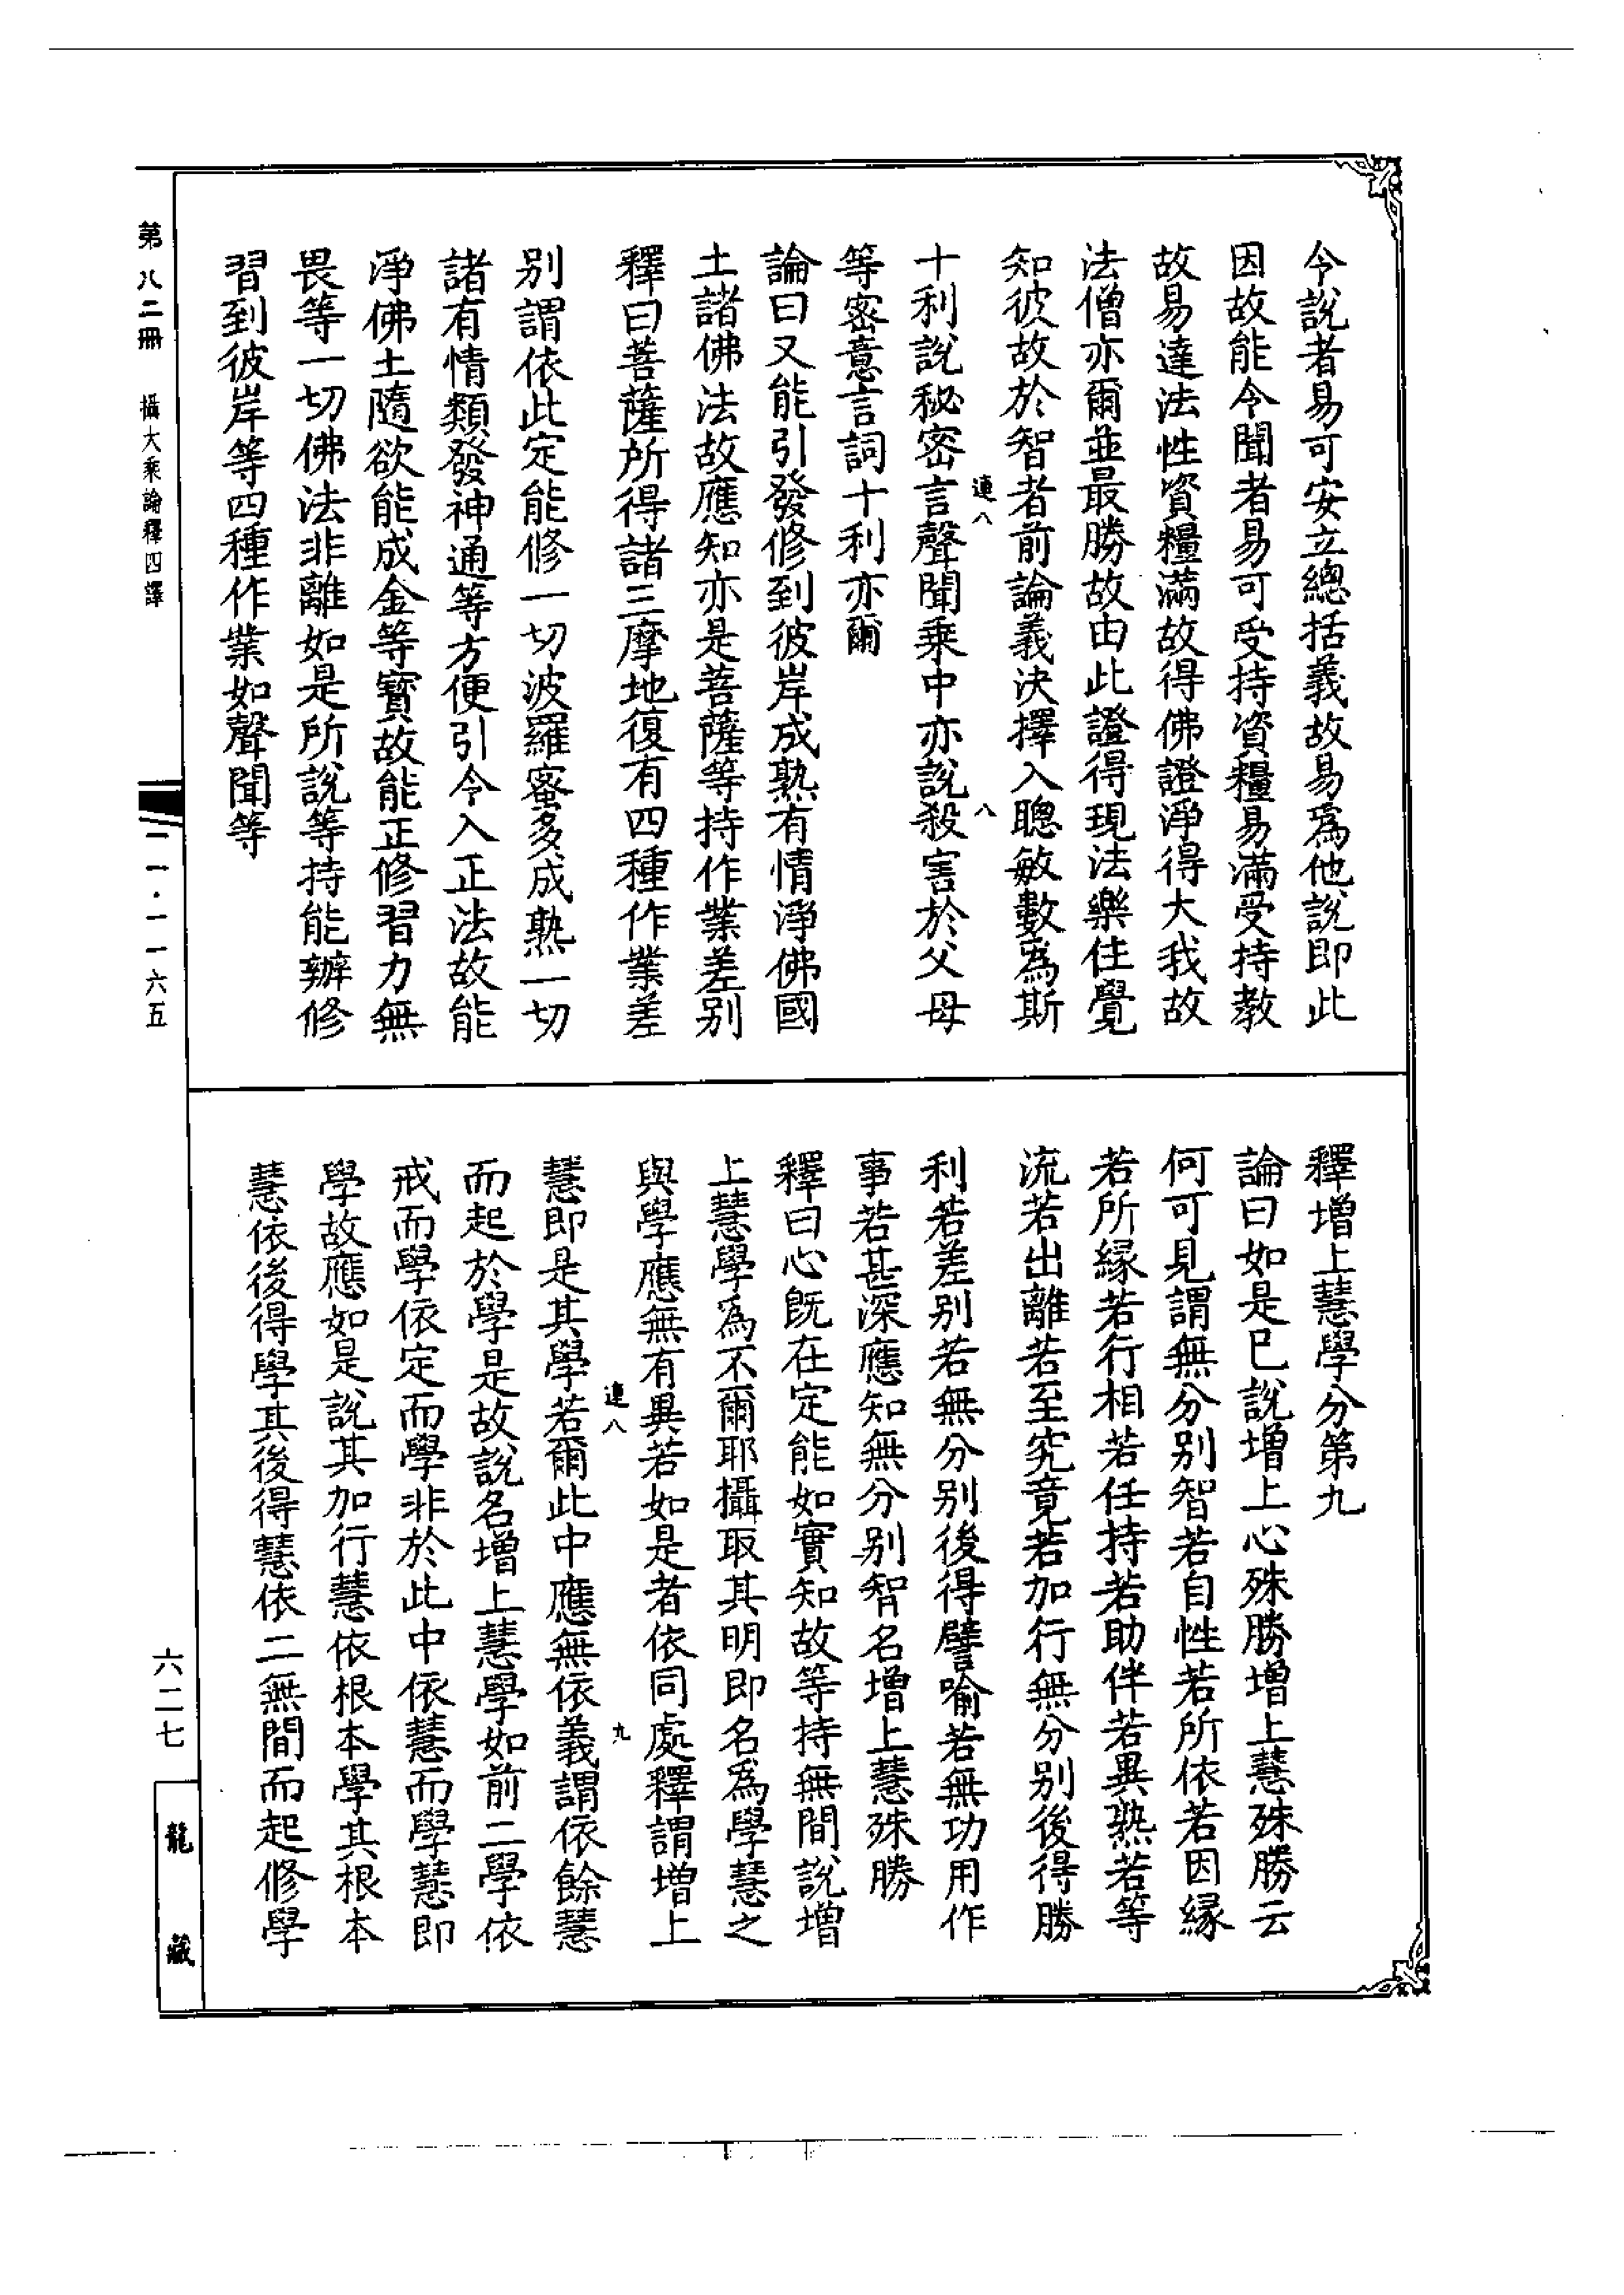 令說者易可安立總括義故易爲他說即此
因故能令聞者易可受持資糧易滿受持教
故易達法性資糧滿故得佛證淨得大我故
法僧亦爾並最勝故由此證得現法樂住覺
知彼故於智者前論義決擇入聰敏數爲斯
連八
八
十利說秘密言聲聞乘中亦說殺害於父母
等密意言詞十利亦爾
論曰又能引發修到彼岸成熟有情淨佛國
土諸佛法故應知亦是菩薩等持作業差別
釋曰菩薩所得諸三摩地復有四種作業差
別謂依此定能修一切波羅蜜多成熟一切
諸有情類發神通等方便引令入正法故能
淨佛土隨欲能成金等寳故能正修習力無
畏等一切佛法非離如是所說等持能辦修
習到彼岸等四種作業如聲聞等
釋增上慧學分第九
論曰如是已說增上心殊勝增上慧殊勝云
何可見謂無分別智若自性若所依若因緣
若所緣若行相若任持若助伴若異熟若等
流若出離若至究竟若加行無分別後得勝
利若差別若無分別後得譬喻若無功用作
事若甚深應知無分別智名增上慧殊勝
釋曰心旣在定能如實知故等持無間說增
上慧學爲不爾耶攝取其明即名爲學慧之
與學應無有異若如是者依同處釋謂增上
連八
九
慧即是其學若爾此中應無依義謂依餘慧
而起於學是故說名增上慧學如前二學依
戒而學依定而學非於此中依慧而學慧即
學故應如是說其加行慧依根本學其根本
慧依後得學其後得慧依二無間而起修學
第八二冊 攝大乘論釋四譯
一一·一一六五
六二七
龍藏